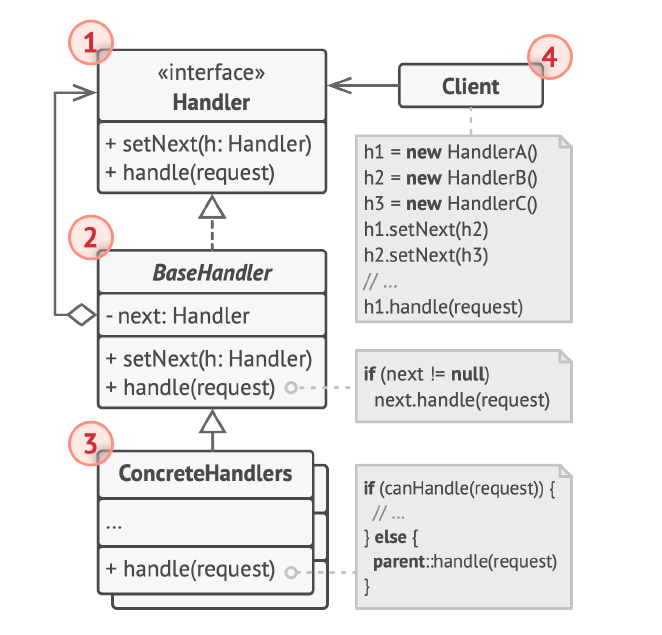 1
«interface»
Handler
+ setNext(h: Handler)
+ handle(request)
4
Client
h1 = new HandlerA()
h2 = new HandlerB()
h3 = new HandlerC()
h1.setNext(h2)
h2.setNext(h3)
// ...
h1.handle(request)
2
BaseHandler
- next: Handler
+ setNext(h: Handler)
+ handle(request)
if (next != null)
next.handle(request)
3
ConcreteHandlers
...
+ handle(request)
if (canHandle(request)) {
// ...
} else {
parent::handle(request)
}